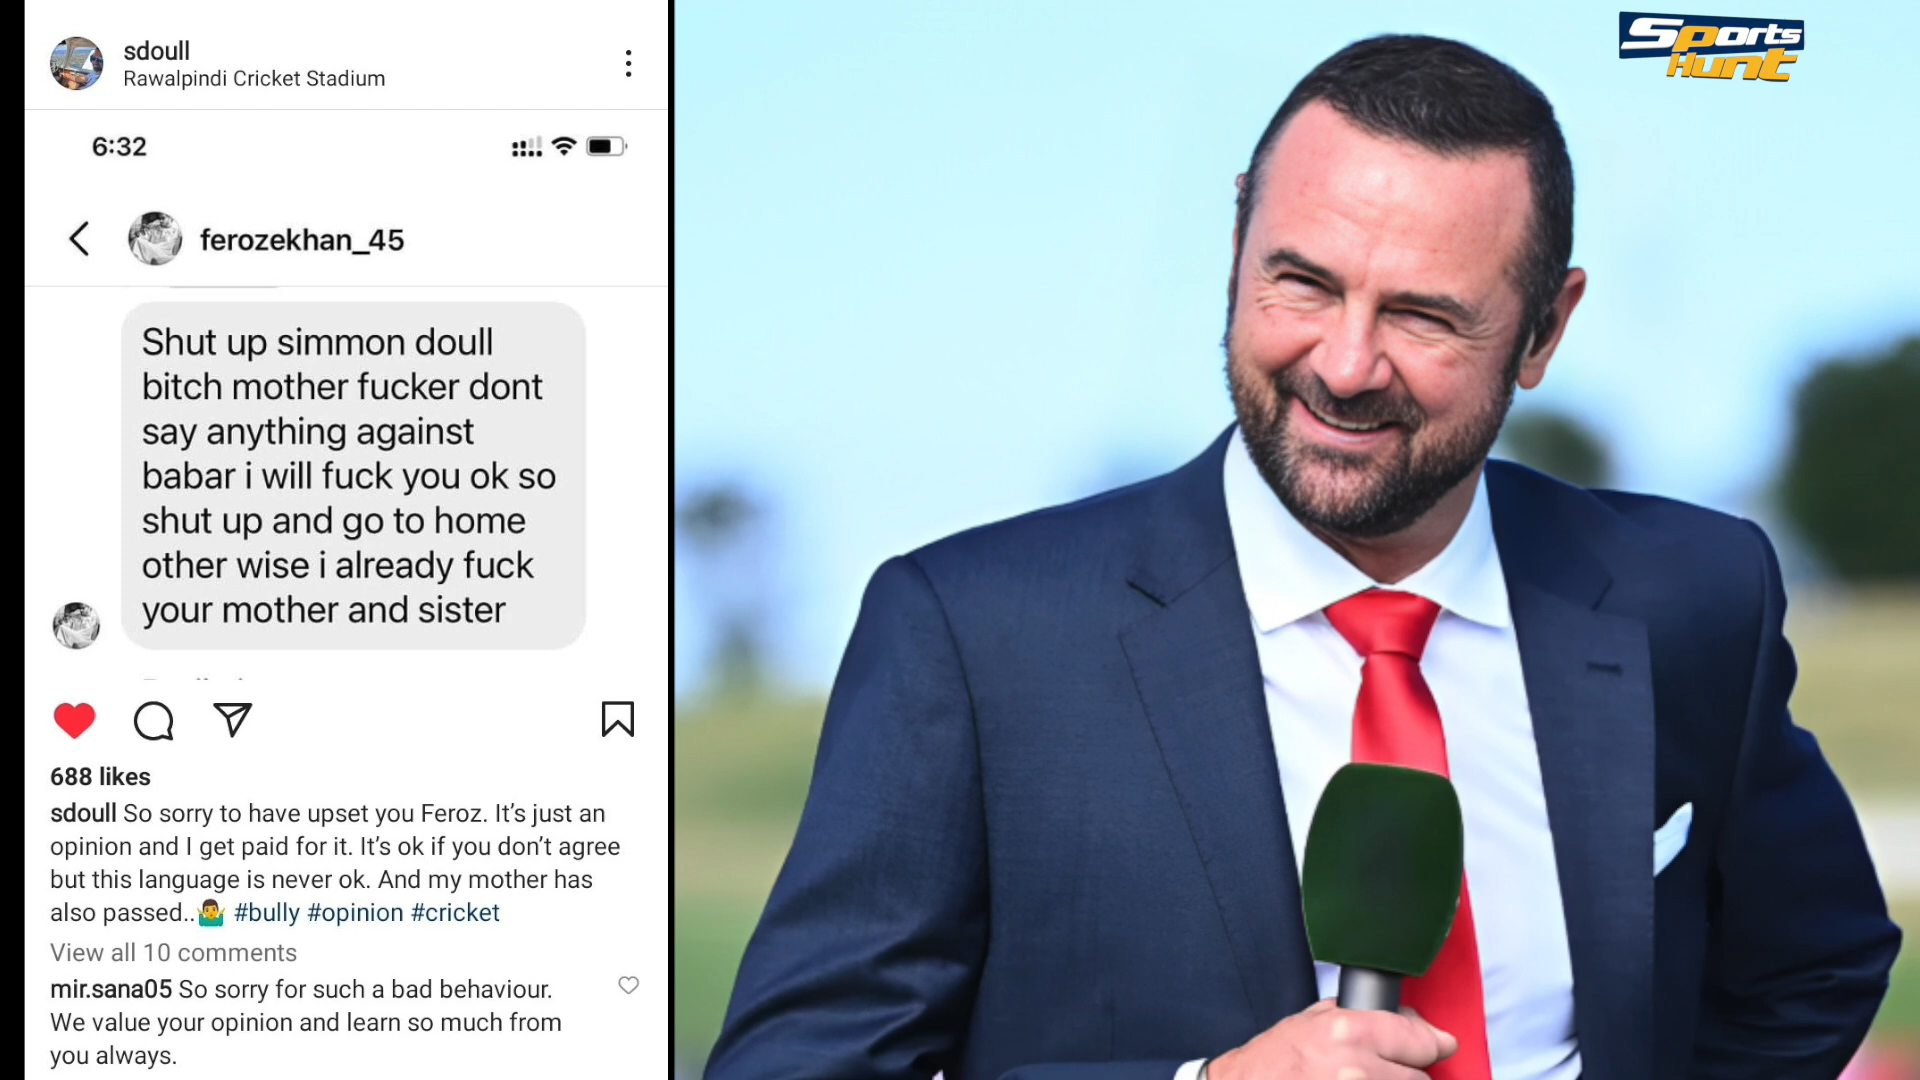 sdoull
Rawalpindi Cricket Stadium
6:32
ferozekhan_45
Shut up simmon doull
bitch mother fucker dont
say anything against
babar i will fuck you ok so
shut up and go to home
other wise i already fuck
your mother and sister
688 likes
sdoull So sorry to have upset you Feroz. It’s just an
opinion and I get paid for it. It’s ok if you don’t agree
but this language is never ok. And my mother has
also passed..🤷‍♂️ #bully #opinion #cricket
View all 10 comments
mir.sana05 So sorry for such a bad behaviour.
We value your opinion and learn so much from
you always.
Sports
Hunt